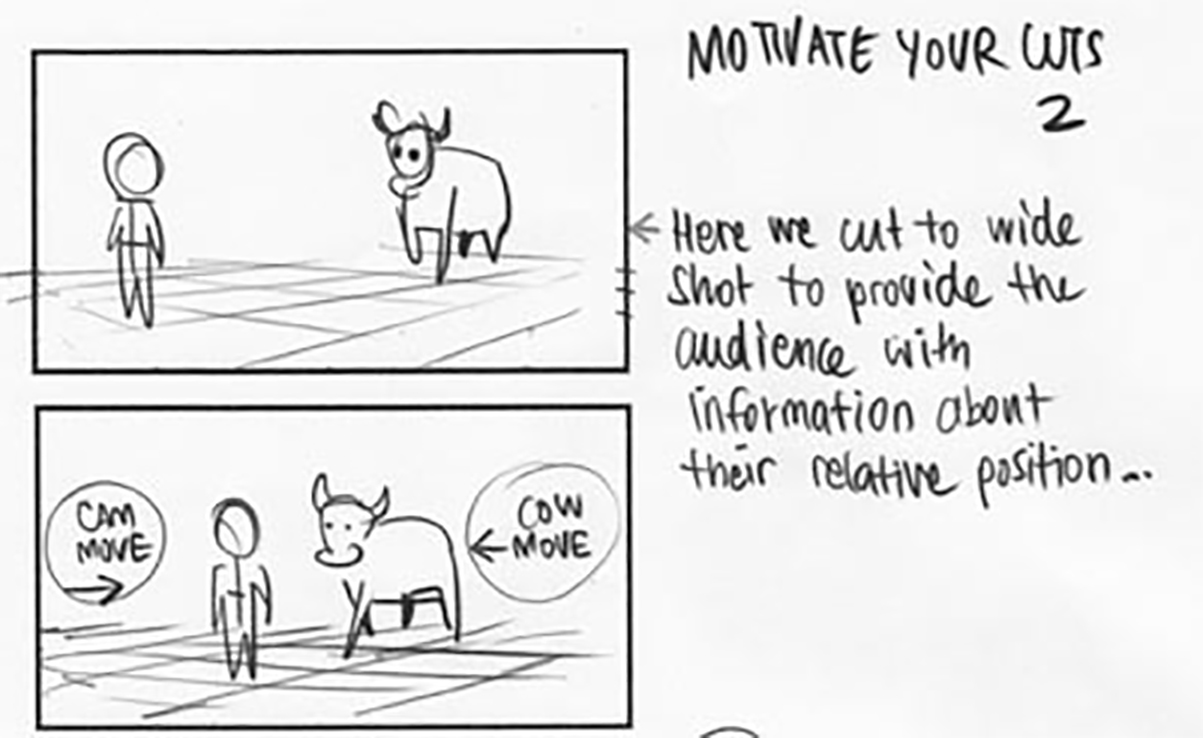 MOTIVATE YOUR CUTS
2
Here we cut to wide
shot to provide the
audience with
information about
their relative position...
CAM
MOVE
COW
MOVE